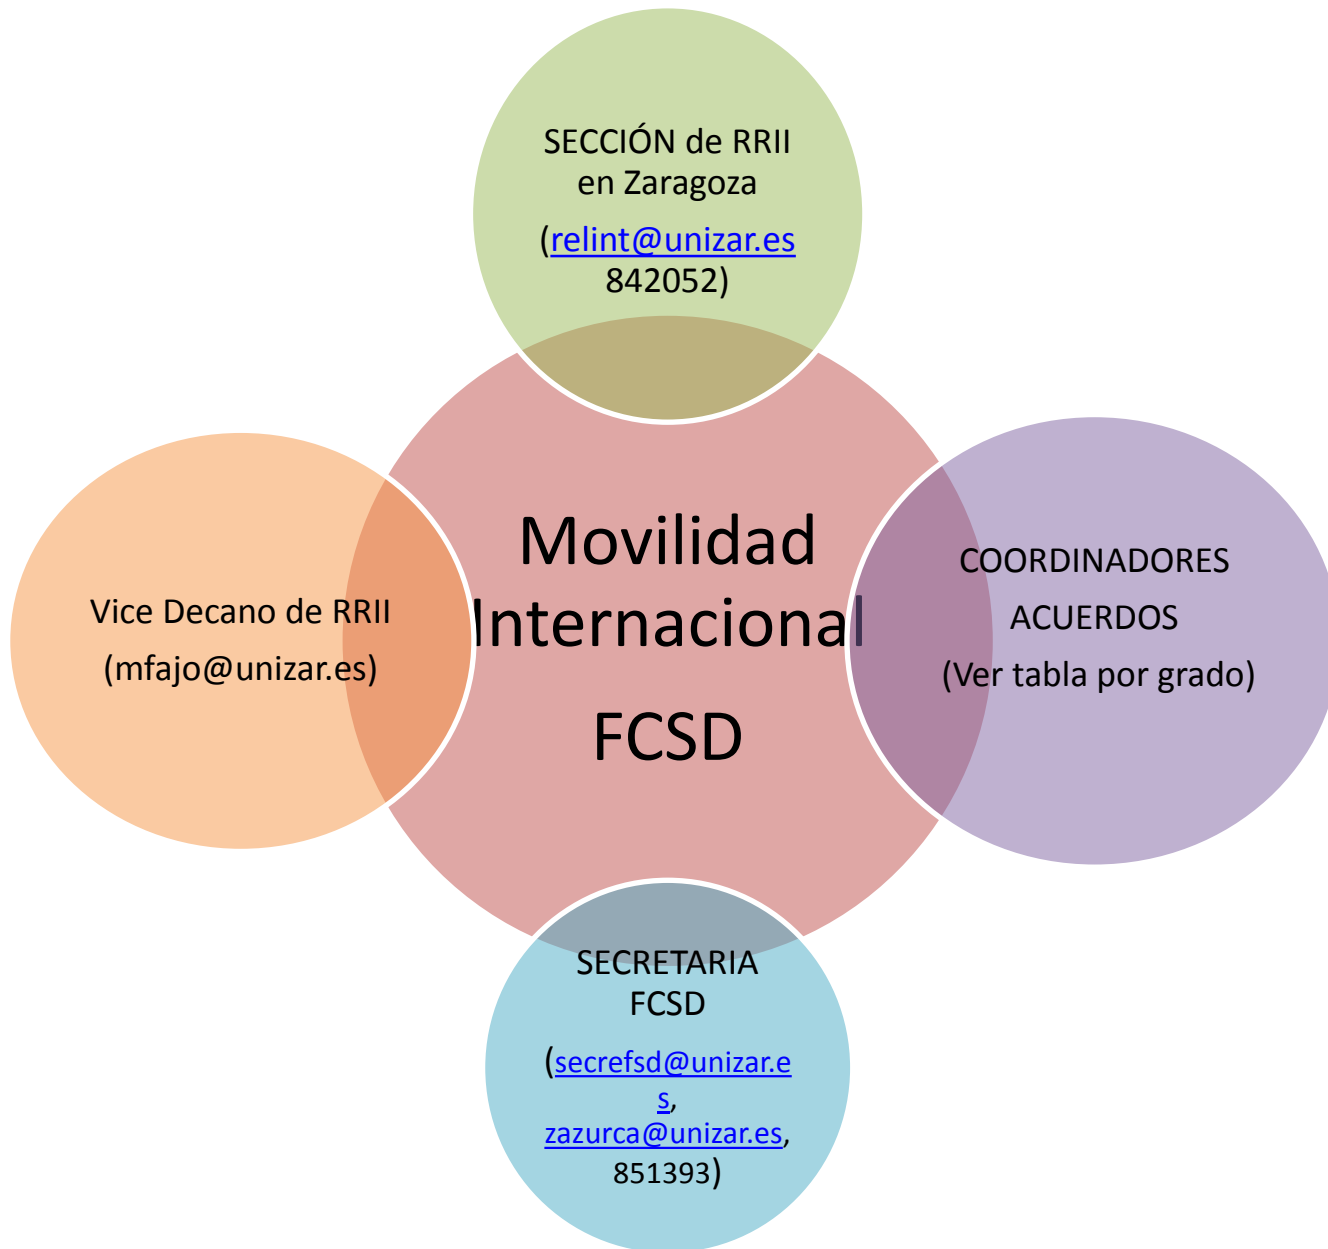 SECCIÓN de RRII
en Zaragoza
(relint@unizar.es
842052)
Movilidad
Internacional
FCSD
Vice Decano de RRII
(mfajo@unizar.es)
COORDINADORES
ACUERDOS
(Ver tabla por grado)
SECRETARIA
FCSD
(secrefsd@unizar.e
s,
zazurca@unizar.es,
851393)